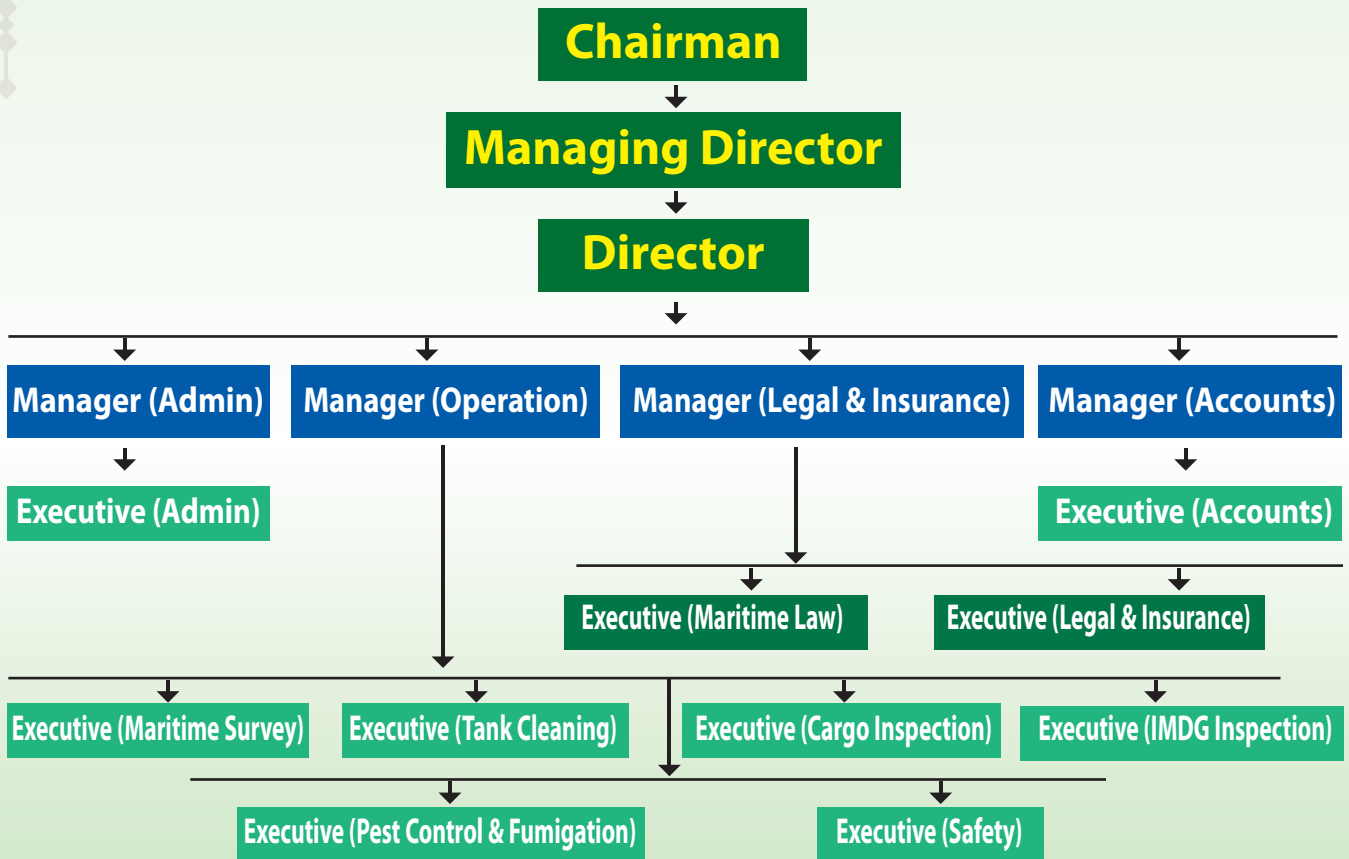 Chairman
Managing Director
Director
Manager (Admin)
Manager (Operation)
Manager (Legal & Insurance)
Manager (Accounts)
Executive (Admin)
Executive (Accounts)
Executive (Maritime Law)
Executive (Legal & Insurance)
Executive (Maritime Survey)
Executive (Tank Cleaning)
Executive (Cargo Inspection)
Executive (IMDG Inspection)
Executive (Pest Control & Fumigation)
Executive (Safety)